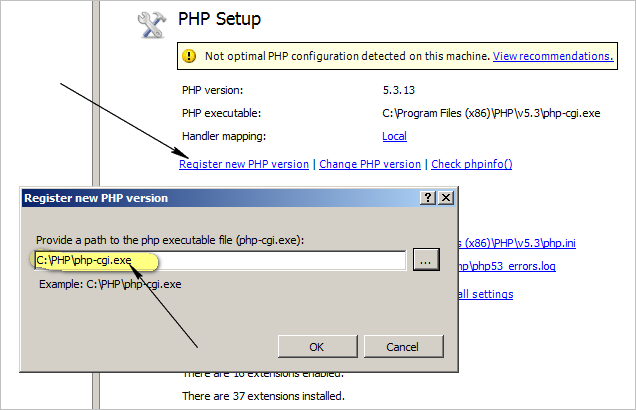 PHP Setup
Not optimal PHP configuration detected on this machine. View recommendations.
PHP version: 5.3.13
PHP executable: C:\Program Files (x86)\PHP\v5.3\php-cgi.exe
Handler mapping: Local
Register new PHP version | Change PHP version | Check phpinfo()
Register new PHP version
Provide a path to the php executable file (php-cgi.exe):
C:\PHP\php-cgi.exe
...
Example: C:\PHP\php-cgi.exe
OK Cancel
s (x86)\PHP\v5.3\php.ini
\php53_errors.log
all settings
There are 16 extensions enabled.
There are 37 extensions installed.